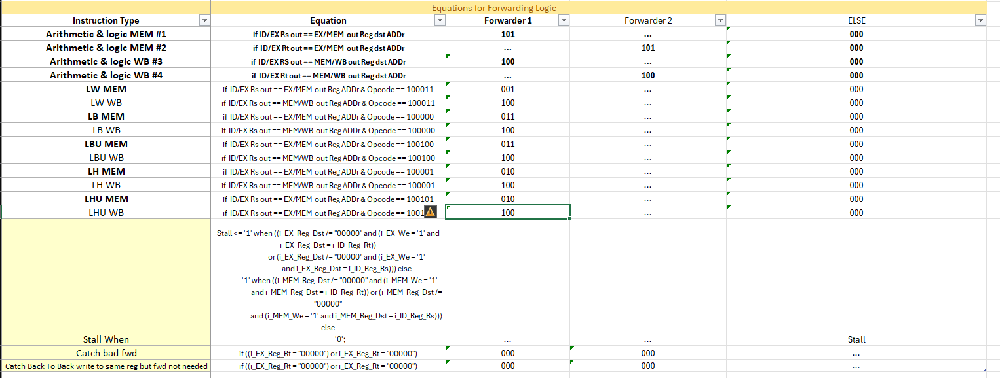 Equations for Forwarding Logic
Instruction Type Equation Forwarder 1 Forwarder 2 ELSE
Arithmetic & logic MEM #1 if ID/EX Rs out == EX/MEM out Reg dst ADDr 101 ... 000
Arithmetic & logic MEM #2 if ID/EX Rt out == EX/MEM out Reg dst ADDr ... 101 000
Arithmetic & logic WB #3 if ID/EX RS out == MEM/WB out Reg dst ADDr 100 ... 000
Arithmetic & logic WB #4 if ID/EX Rt out == MEM/WB out Reg dst ADDr ... 100 000
LW MEM if ID/EX Rs out == EX/MEM out Reg ADDr & Opcode == 100011 001 ... 000
LW WB if ID/EX Rs out == MEM/WB out Reg ADDr & Opcode == 100011 100 ... 000
LB MEM if ID/EX Rs out == EX/MEM out Reg ADDr & Opcode == 100000 011 ... 000
LB WB if ID/EX Rs out == MEM/WB out Reg ADDr & Opcode == 100000 100 ... 000
LBU MEM if ID/EX Rs out == EX/MEM out Reg ADDr & Opcode == 100100 011 ... 000
LBU WB if ID/EX Rs out == MEM/WB out Reg ADDr & Opcode == 100100 100 ... 000
LH MEM if ID/EX Rs out == EX/MEM out Reg ADDr & Opcode == 100001 010 ... 000
LH WB if ID/EX Rs out == MEM/WB out Reg ADDr & Opcode == 100001 100 ... 000
LHU MEM if ID/EX Rs out == EX/MEM out Reg ADDr & Opcode == 100101 010 ... 000
LHU WB if ID/EX Rs out == EX/MEM out Reg ADDr & Opcode == 1001 100 ... 000
Stall <= '1' when ((i_EX_Reg_Dst /= "00000" and (i_EX_We = '1' and
i_EX_Reg_Dst = i_ID_Reg_Rt))
or (i_EX_Reg_Dst /= "00000" and (i_EX_We = '1'
and i_EX_Reg_Dst = i_ID_Reg_Rs))) else
'1' when ((i_MEM_Reg_Dst /= "00000" and (i_MEM_We = '1'
and i_MEM_Reg_Dst = i_ID_Reg_Rt)) or (i_MEM_Reg_Dst /=
"00000"
and (i_MEM_We = '1' and i_MEM_Reg_Dst = i_ID_Reg_Rs)))
else
Stall When '0'; ... ... Stall
Catch bad fwd if ((i_EX_Reg_Rt = "00000") or i_EX_Reg_Rt = "00000") 000 000 ...
Catch Back To Back write to same reg but fwd not needed if ((i_EX_Reg_Rt = "00000") or i_EX_Reg_Rt = "00000") 000 000 ...